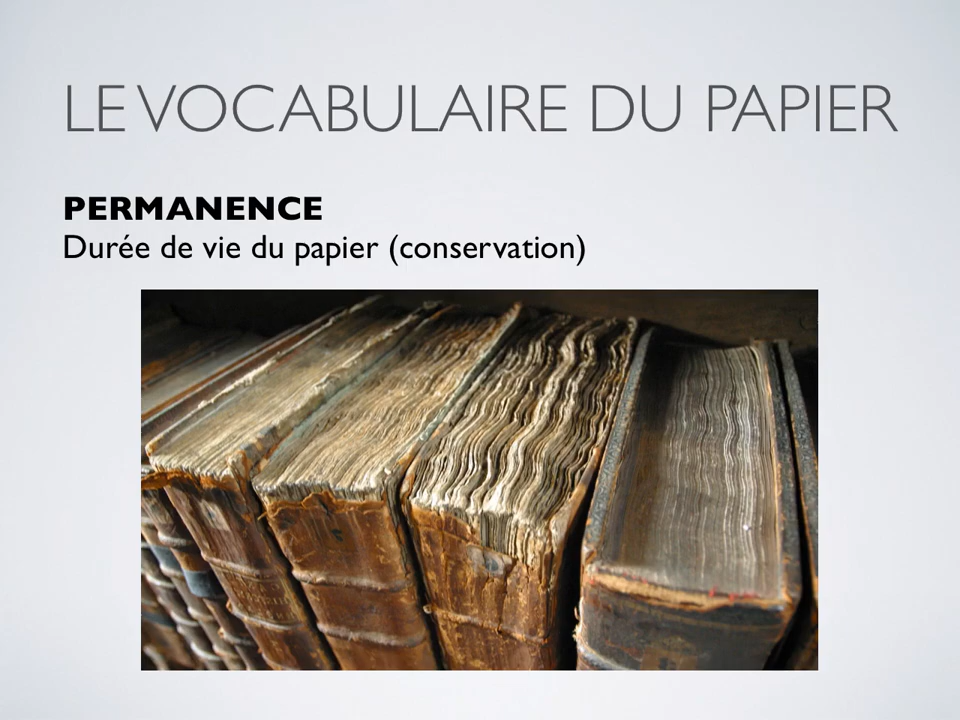 LE VOCABULAIRE DU PAPIER
PERMANENCE
Durée de vie du papier (conservation)